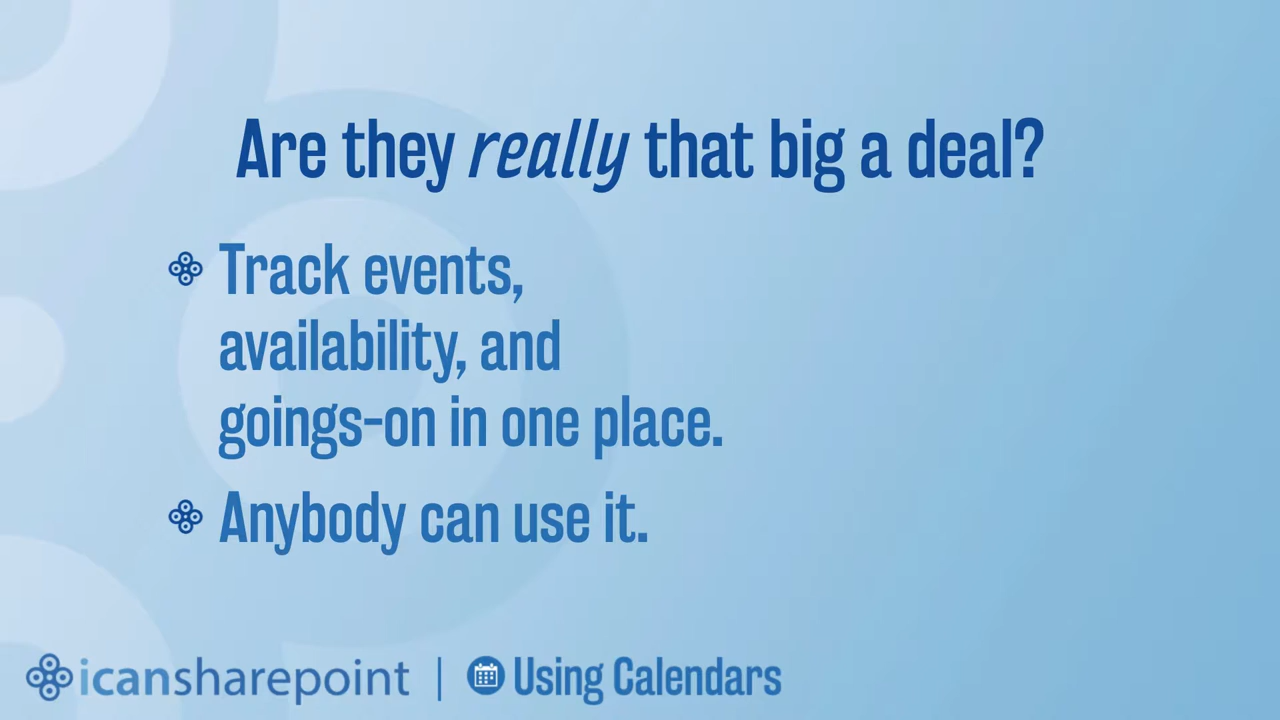 Are they really that big a deal?
Track events,
availability, and
goings-on in one place.
Anybody can use it.
icansharepoint | Using Calendars